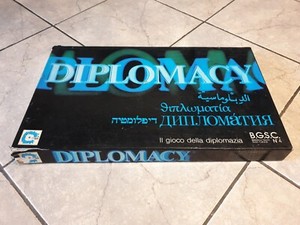 DIPLOMACY
الدبلوماسية
διπλωματία
דיפלומטיה ДИПЛОМАТИЯ
Il gioco della diplomazia
B.G.S.C.
DIPLOMACY